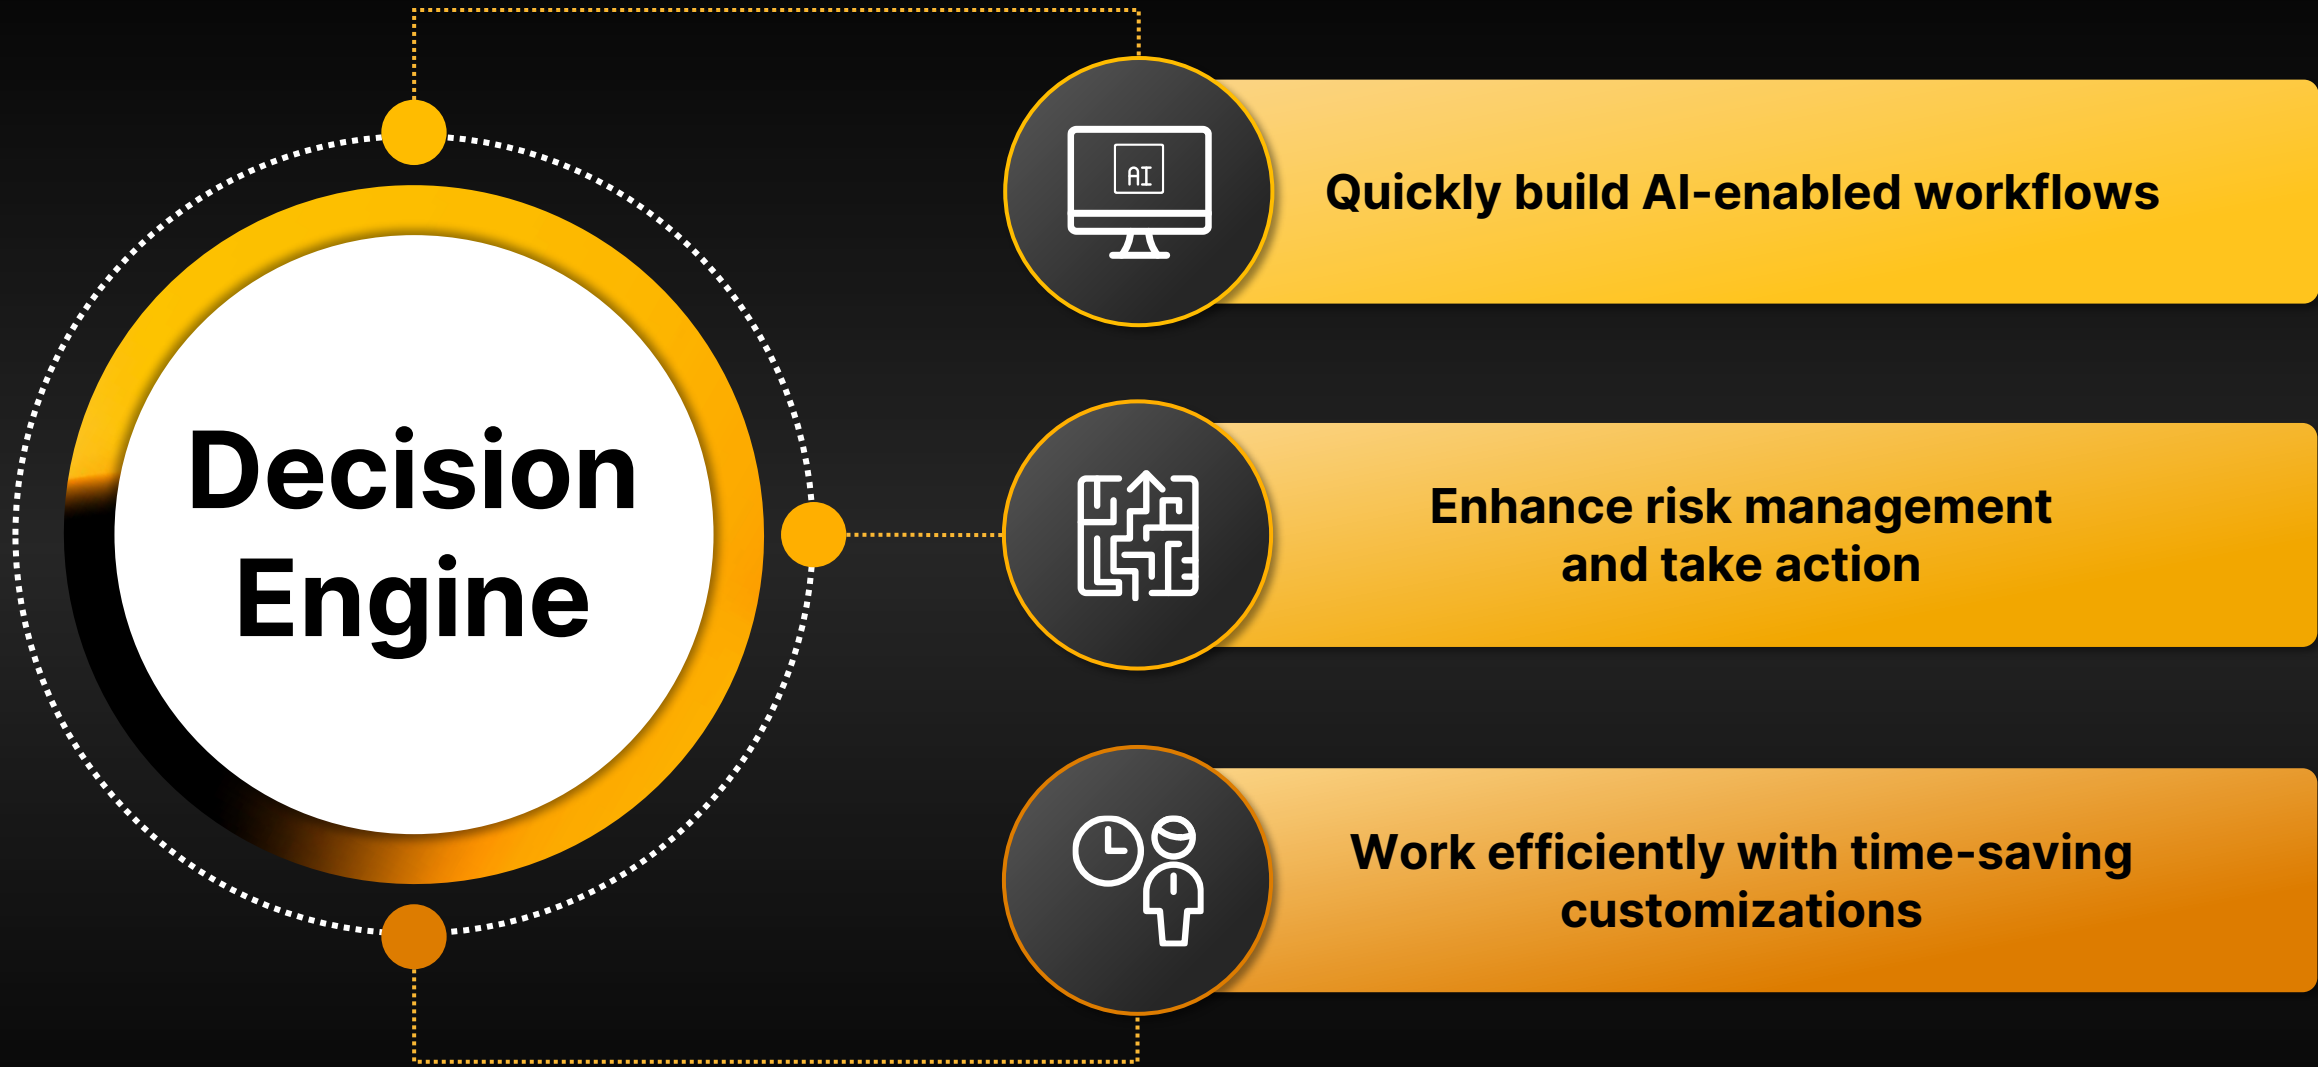 Decision
Engine
AI
Quickly build AI-enabled workflows
Enhance risk management
and take action
Work efficiently with time-saving
customizations